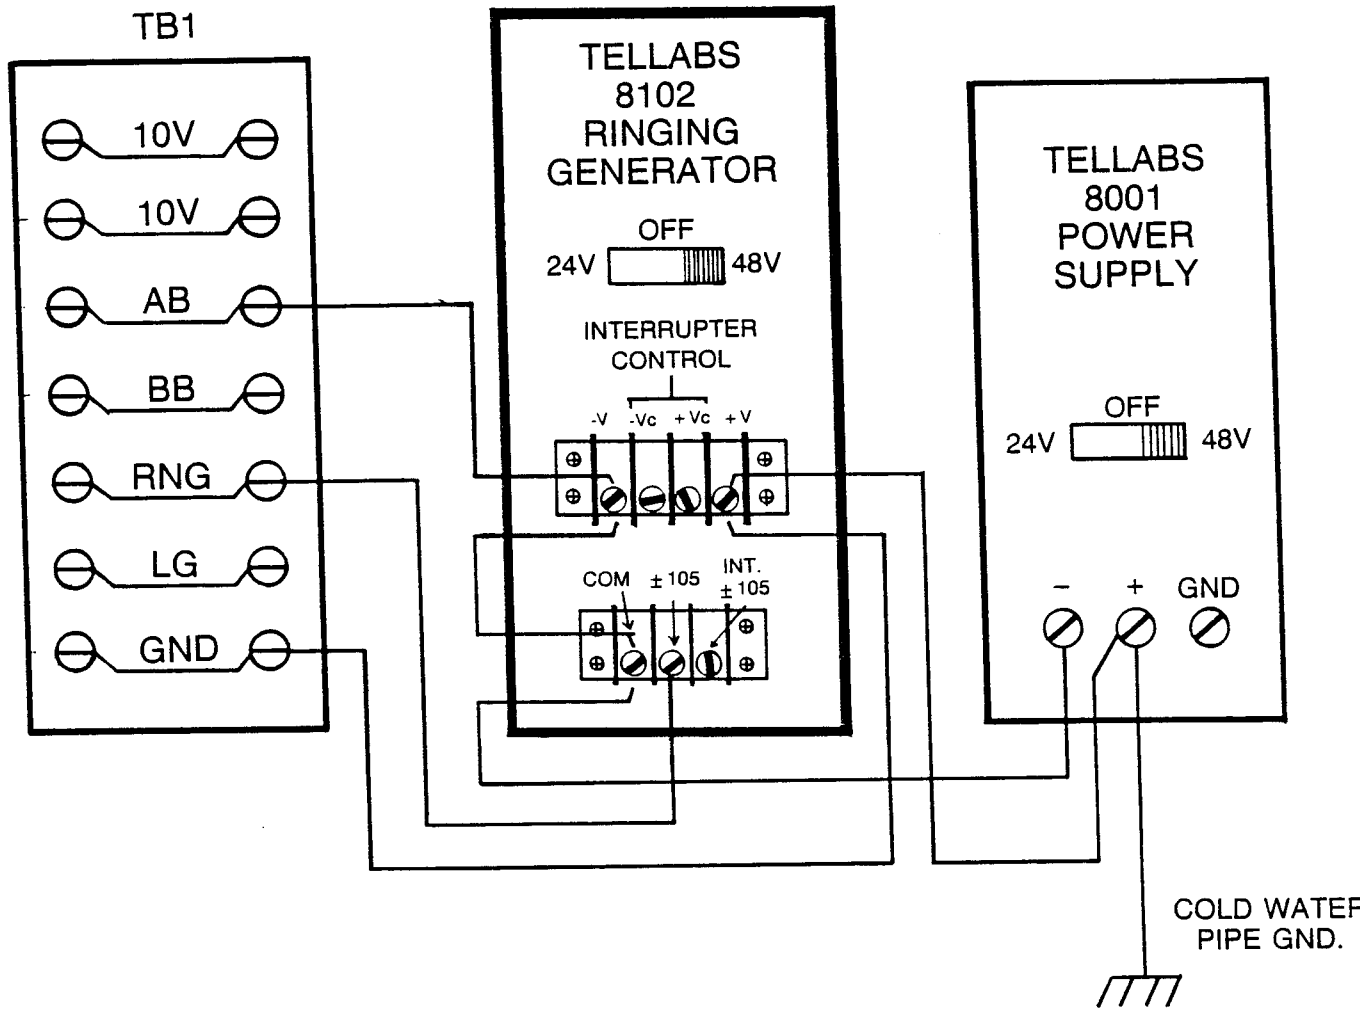 TB1
10V
10V
AB
BB
RNG
LG
GND
TELLABS
8102
RINGING
GENERATOR
OFF
24V 48V
INTERRUPTER
CONTROL
-V -Vc + Vc + V
COM ± 105 INT.
± 105
TELLABS
8001
POWER
SUPPLY
OFF
24V 48V
− + GND
COLD WATER
PIPE GND.